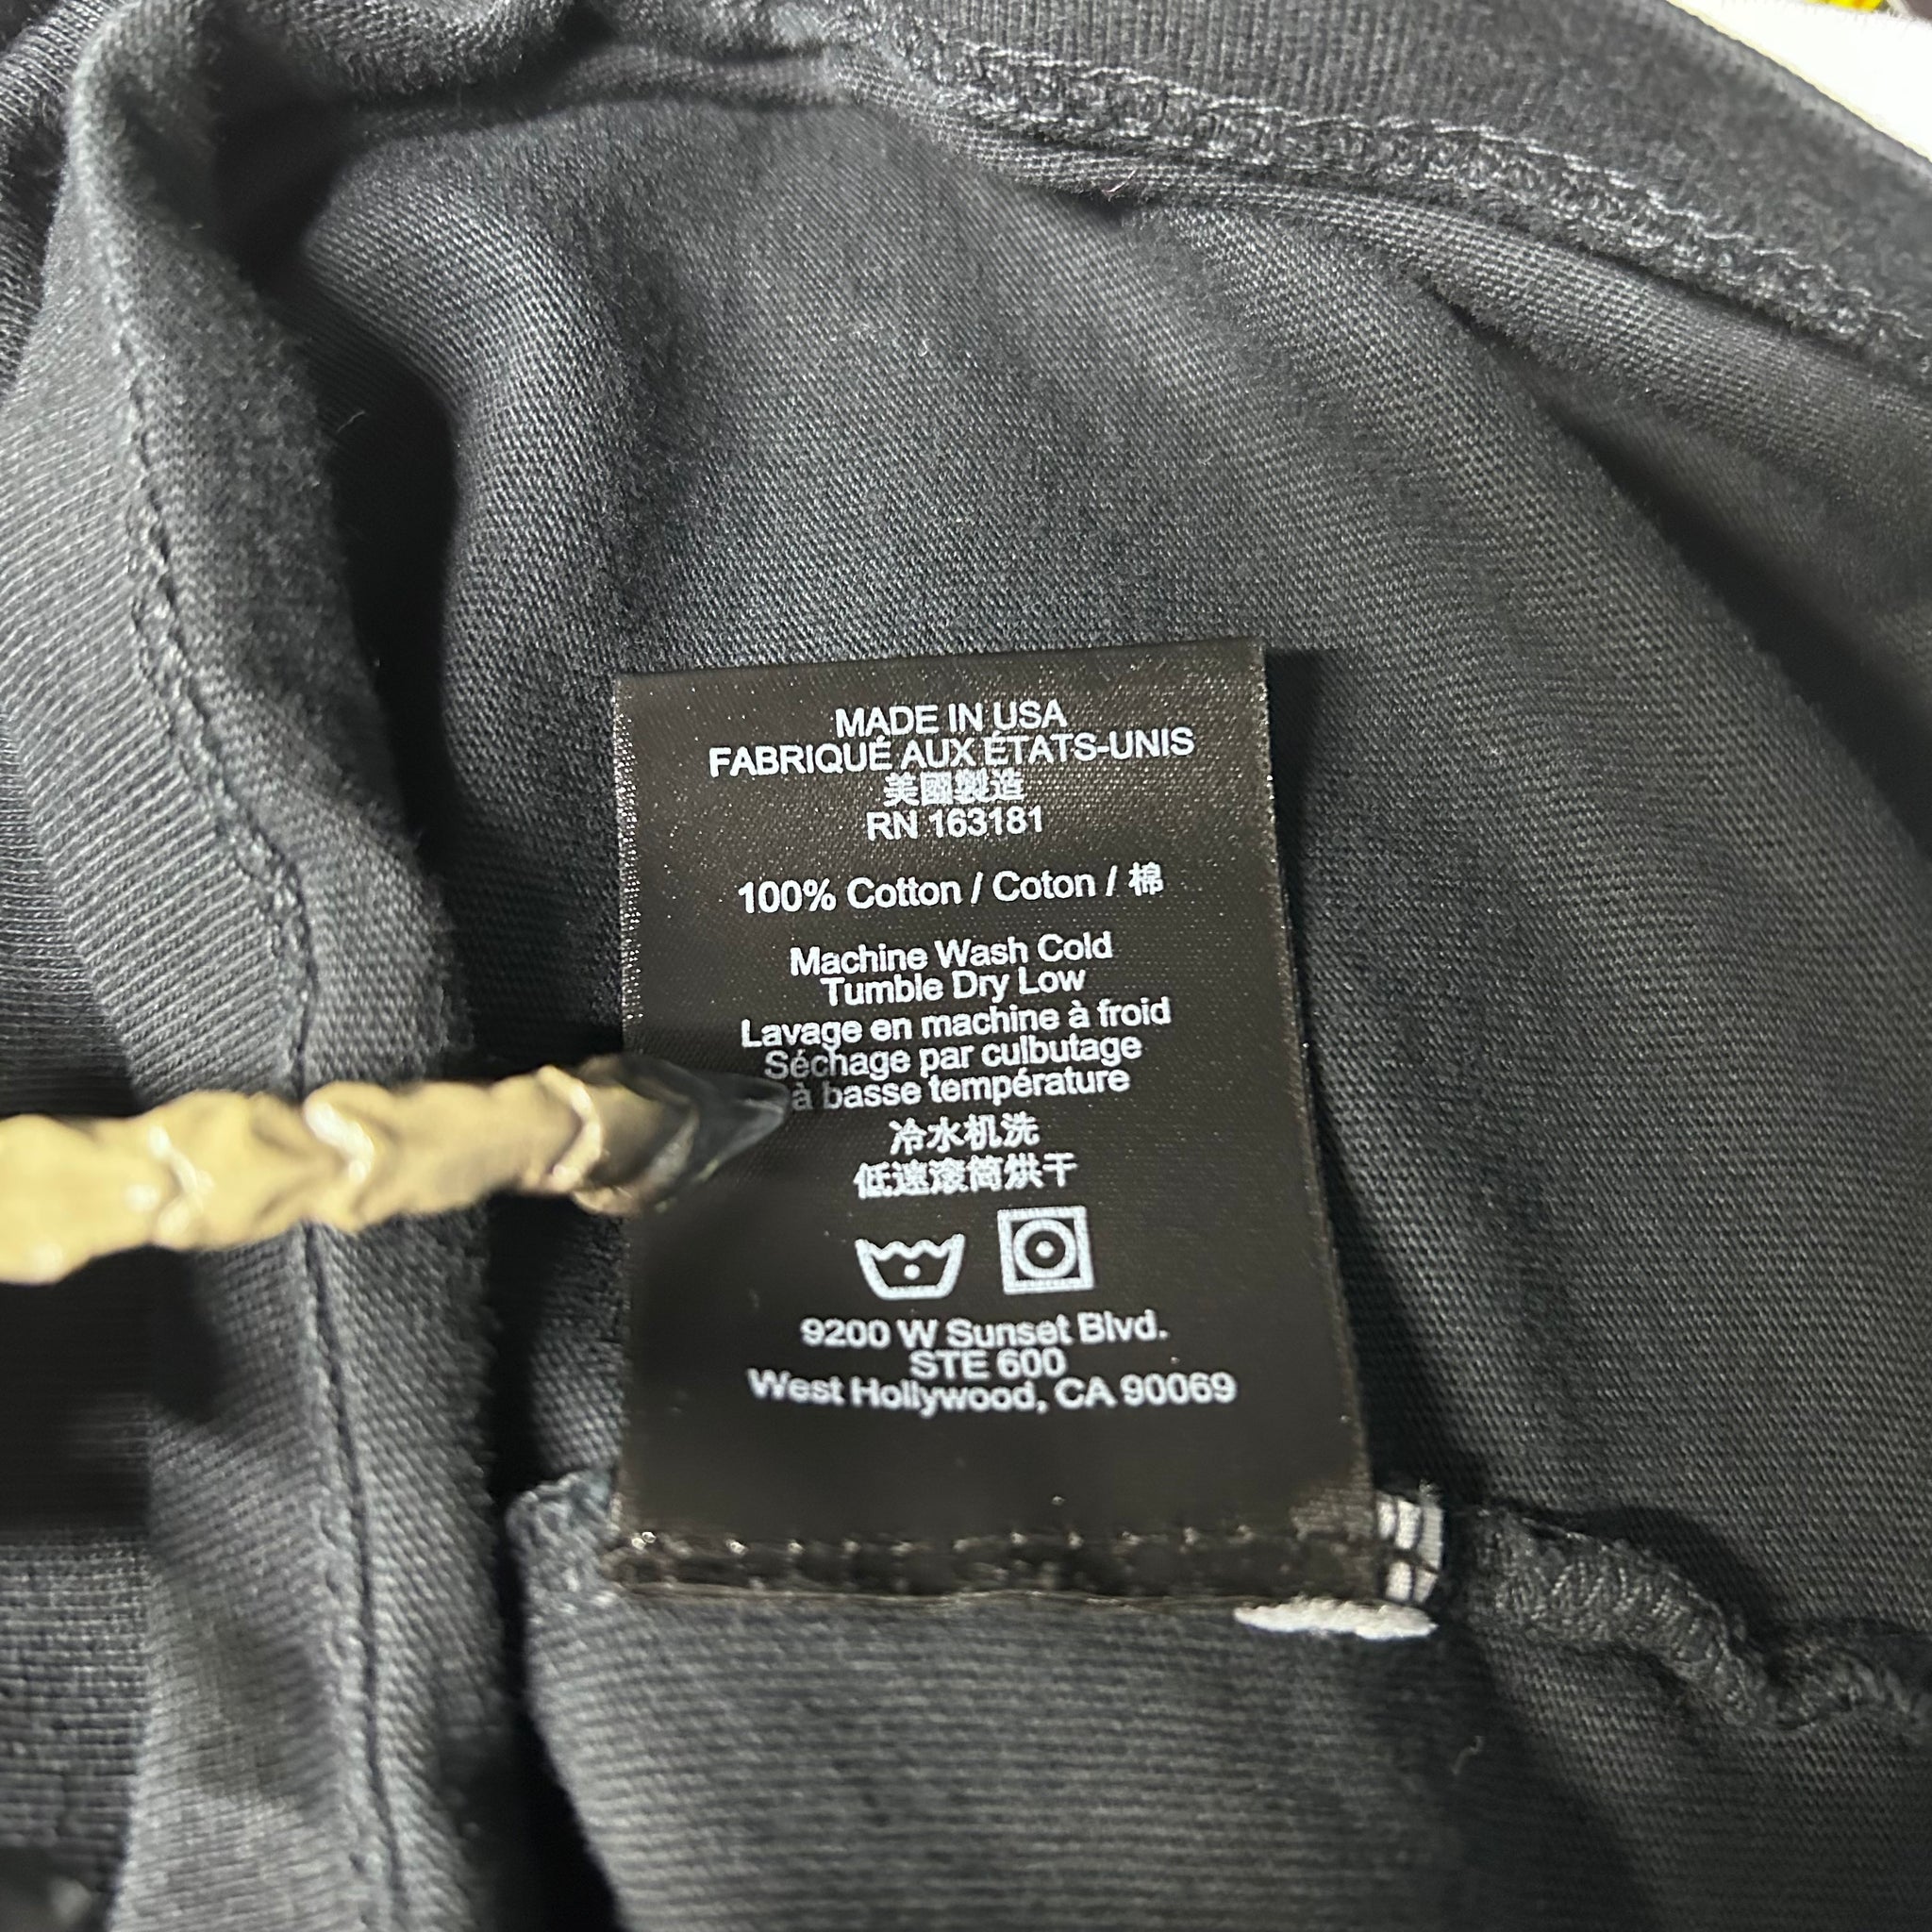 MADE IN USA
FABRIQUÉ AUX ÉTATS-UNIS
美國製造
RN 163181
100% Cotton / Coton / 棉
Machine Wash Cold
Tumble Dry Low
Lavage en machine à froid
Séchage par culbutage
à basse température
冷水机洗
低速滚筒烘干
9200 W Sunset Blvd.
STE 600
West Hollywood, CA 90069